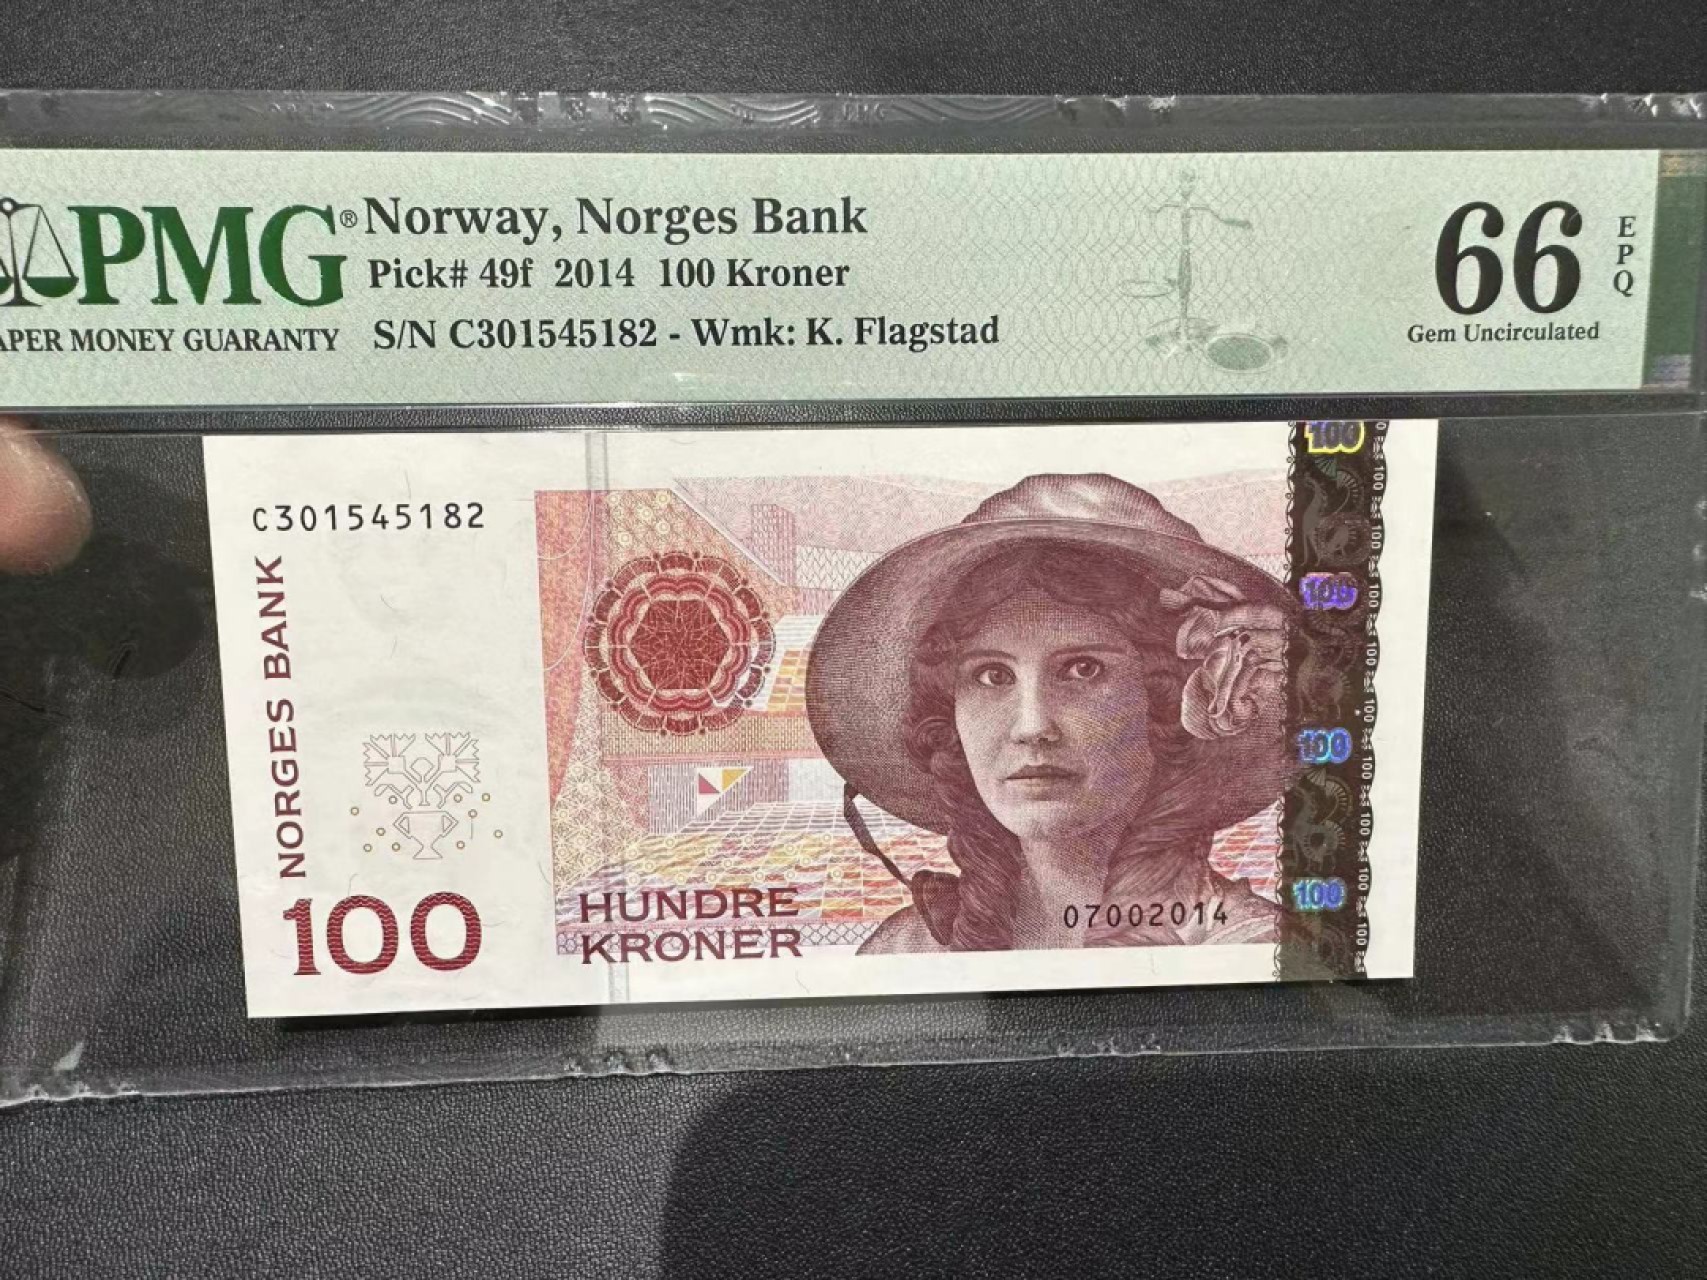 PMG® Norway, Norges Bank
Pick# 49f 2014 100 Kroner
APER MONEY GUARANTY S/N C301545182 - Wmk: K. Flagstad
66 EPQ
Gem Uncirculated
C301545182
NORGES BANK
100
HUNDRE
KRONER
07002014
100
100
100
100